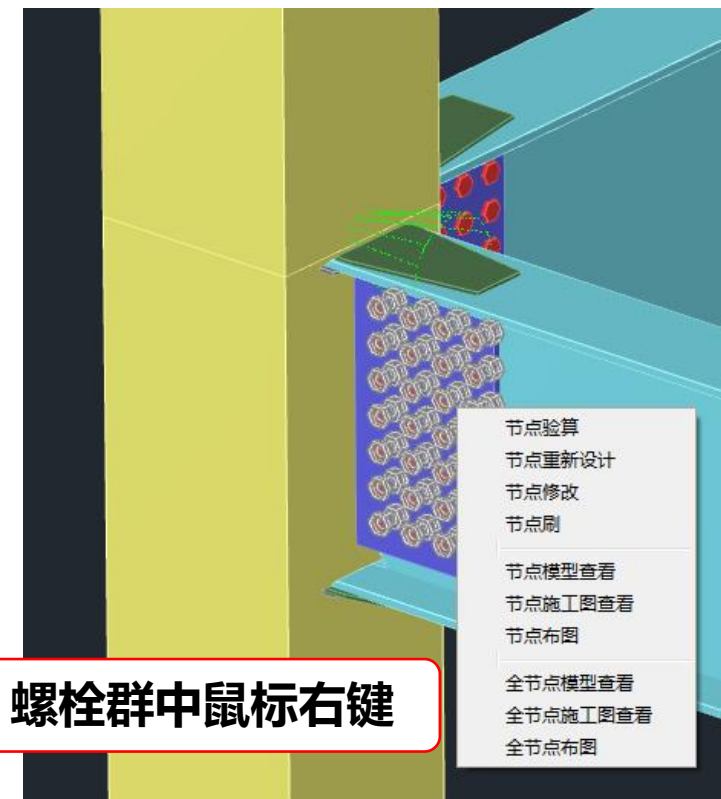 节点验算
节点重新设计
节点修改
节点刷
节点模型查看
节点施工图查看
节点布图
全节点模型查看
全节点施工图查看
全节点布图
螺栓群中鼠标右键